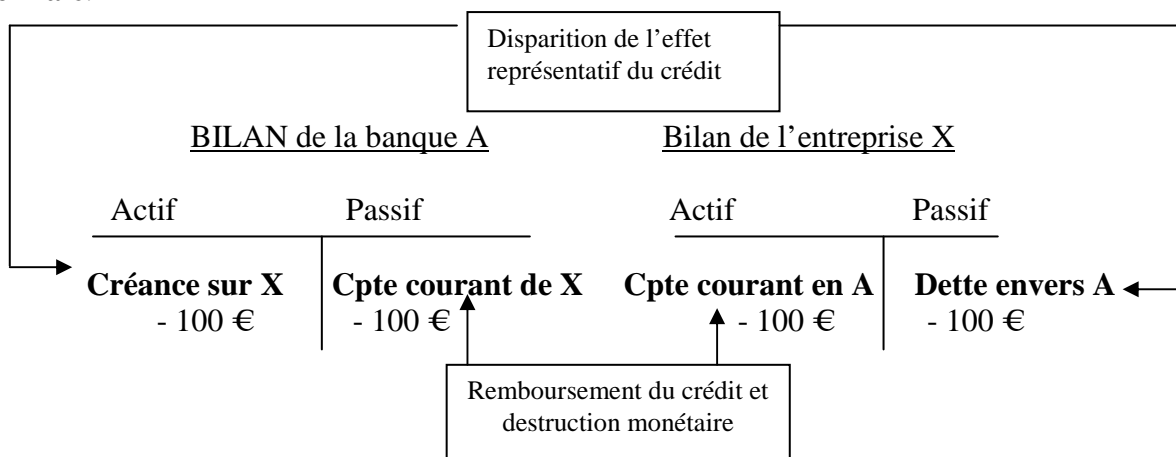 Disparition de l’effet
représentatif du crédit
BILAN de la banque A
Bilan de l’entreprise X
Actif Passif
Actif Passif
Créance sur X Cpte courant de X
Cpte courant en A Dette envers A
- 100 € - 100 €
- 100 € - 100 €
Remboursement du crédit et
destruction monétaire